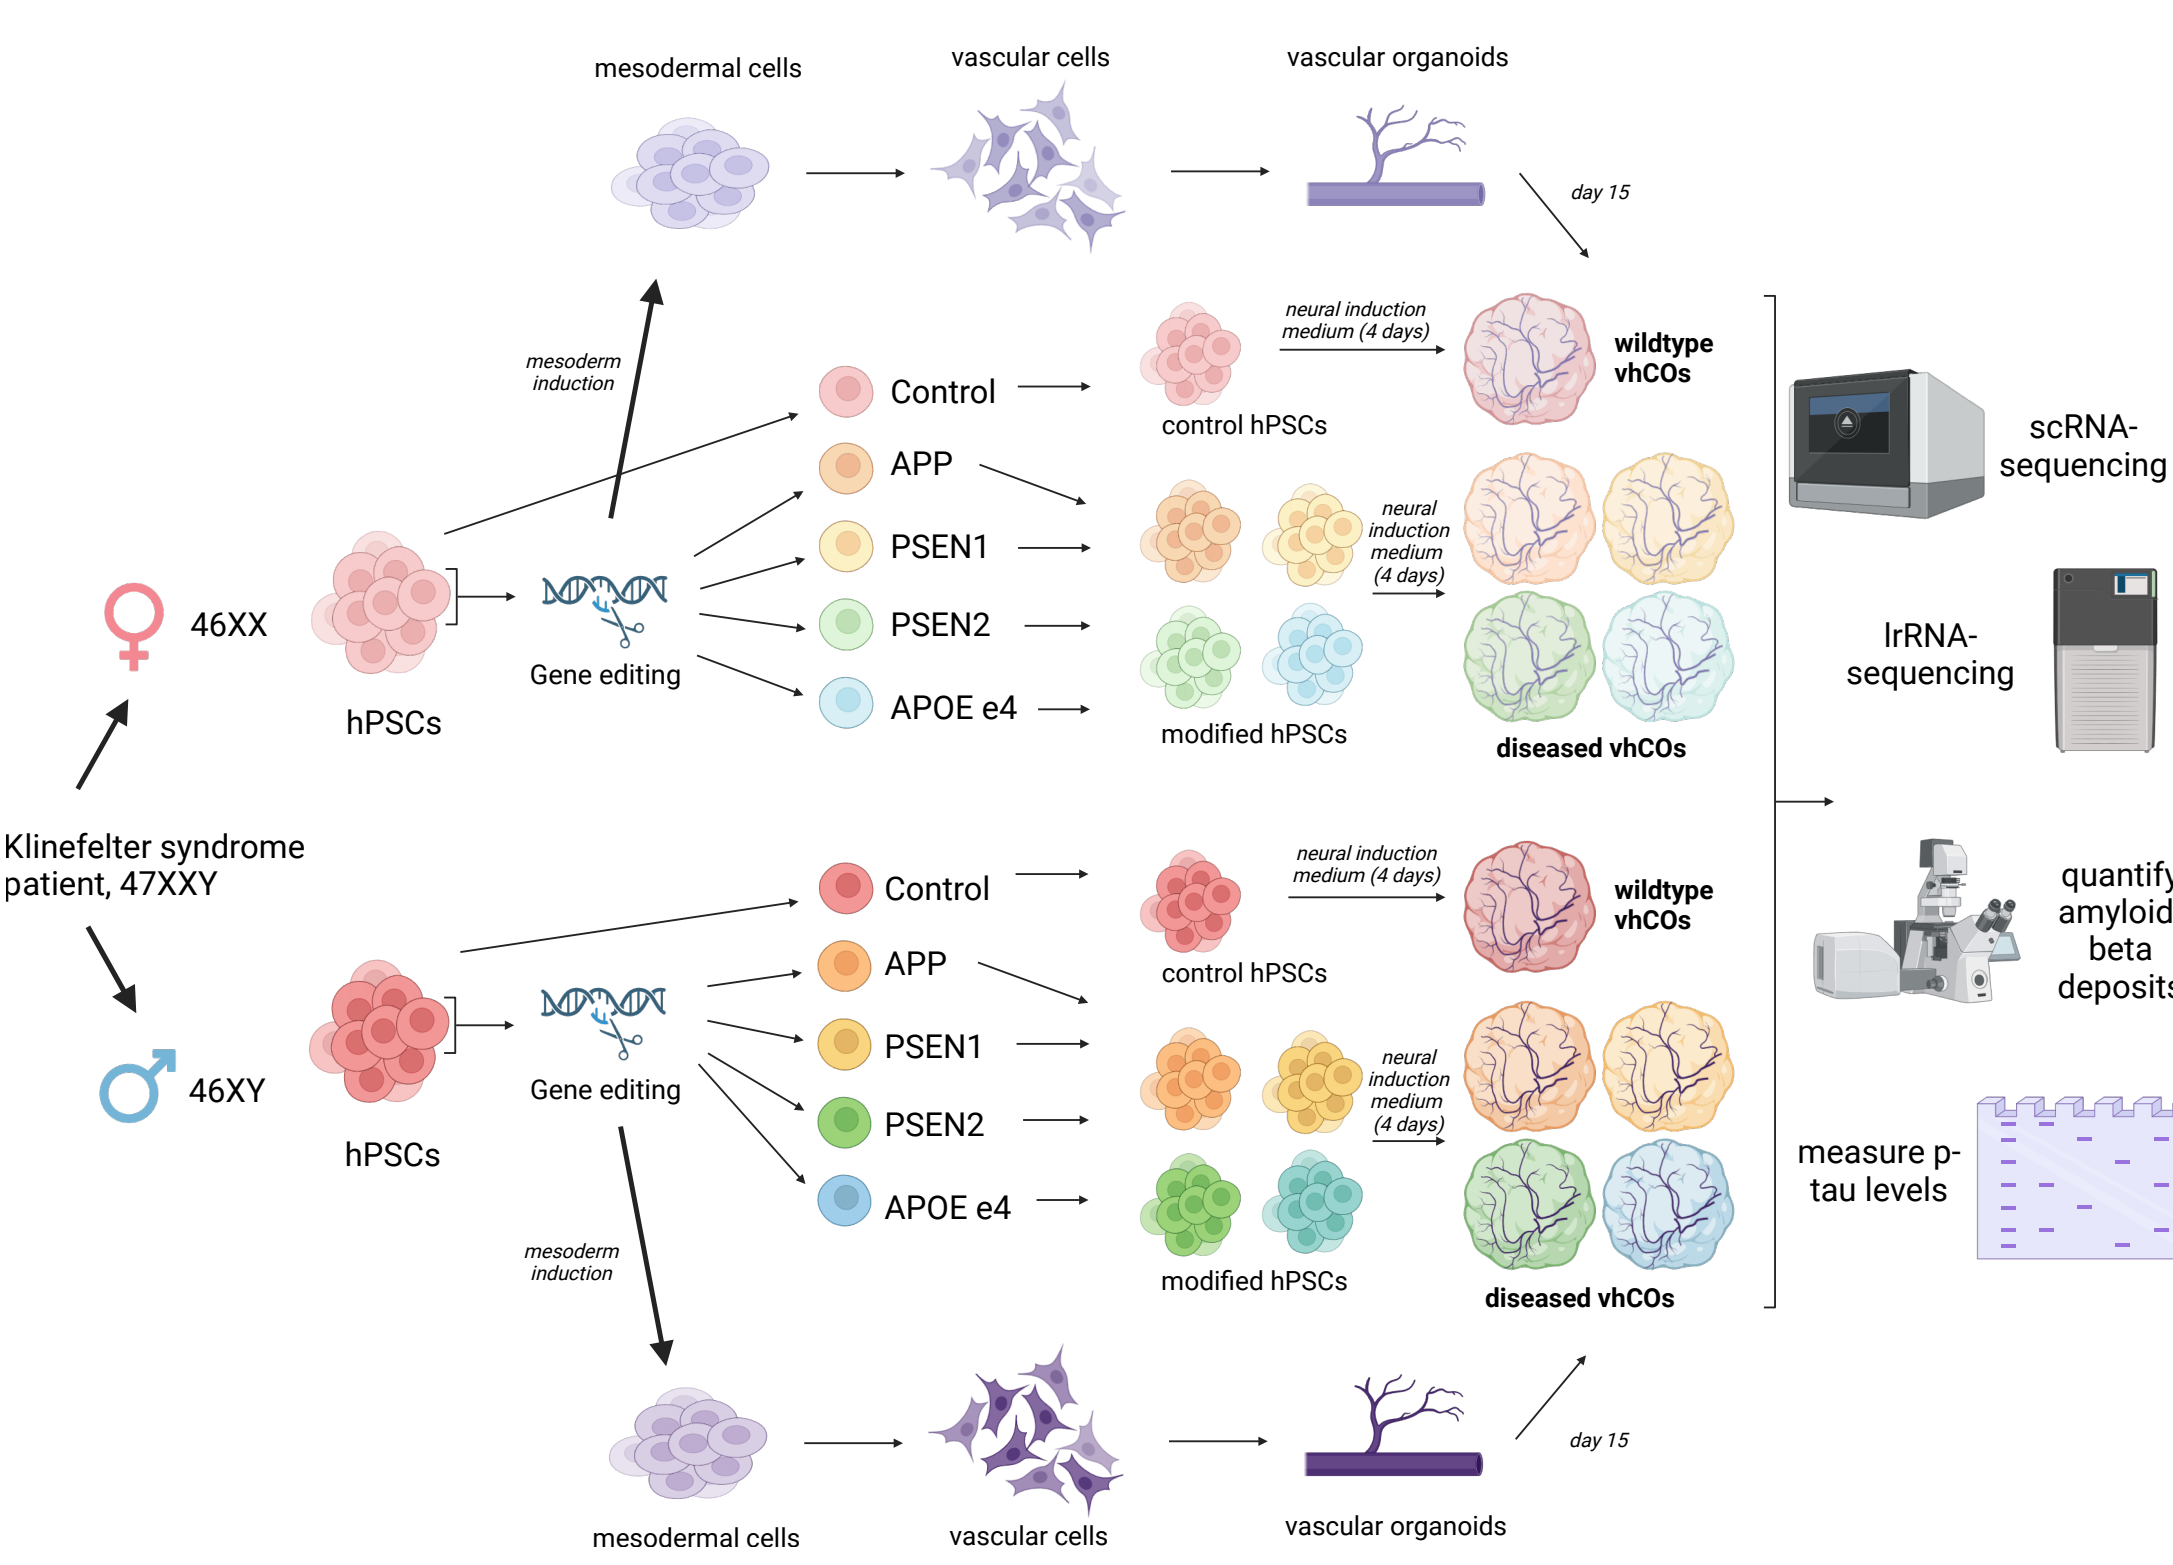 mesodermal cells
vascular cells
vascular organoids
day 15
mesoderm
induction
neural induction
medium (4 days)
wildtype
vhCOs
Control
control hPSCs
APP
PSEN1
PSEN2
APOE e4
neural
induction
medium
(4 days)
modified hPSCs
diseased vhCOs
46XX
hPSCs
Gene editing
scRNA-
sequencing
lrRNA-
sequencing
Klinefelter syndrome
patient, 47XXY
neural induction
medium (4 days)
wildtype
vhCOs
Control
control hPSCs
APP
PSEN1
PSEN2
APOE e4
neural
induction
medium
(4 days)
modified hPSCs
diseased vhCOs
46XY
hPSCs
Gene editing
quantify
amyloid
beta
deposits
measure p-
tau levels
mesoderm
induction
day 15
mesodermal cells
vascular cells
vascular organoids